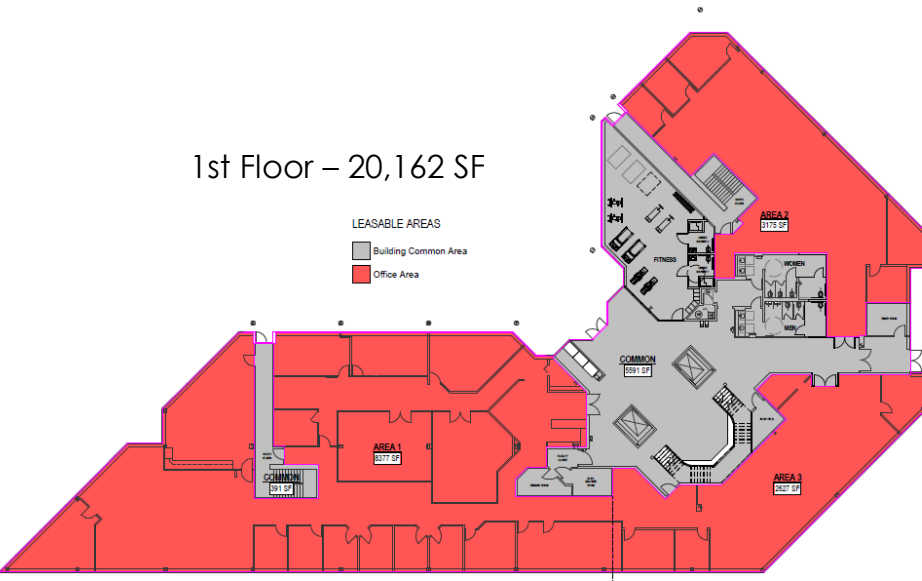 1st Floor – 20,162 SF
LEASABLE AREAS
Building Common Area
Office Area
AREA 2
3175 SF
FITNESS
WOMEN
MEN
COMMON
5591 SF
AREA 1
8377 SF
COMMON
391 SF
AREA 3
2627 SF